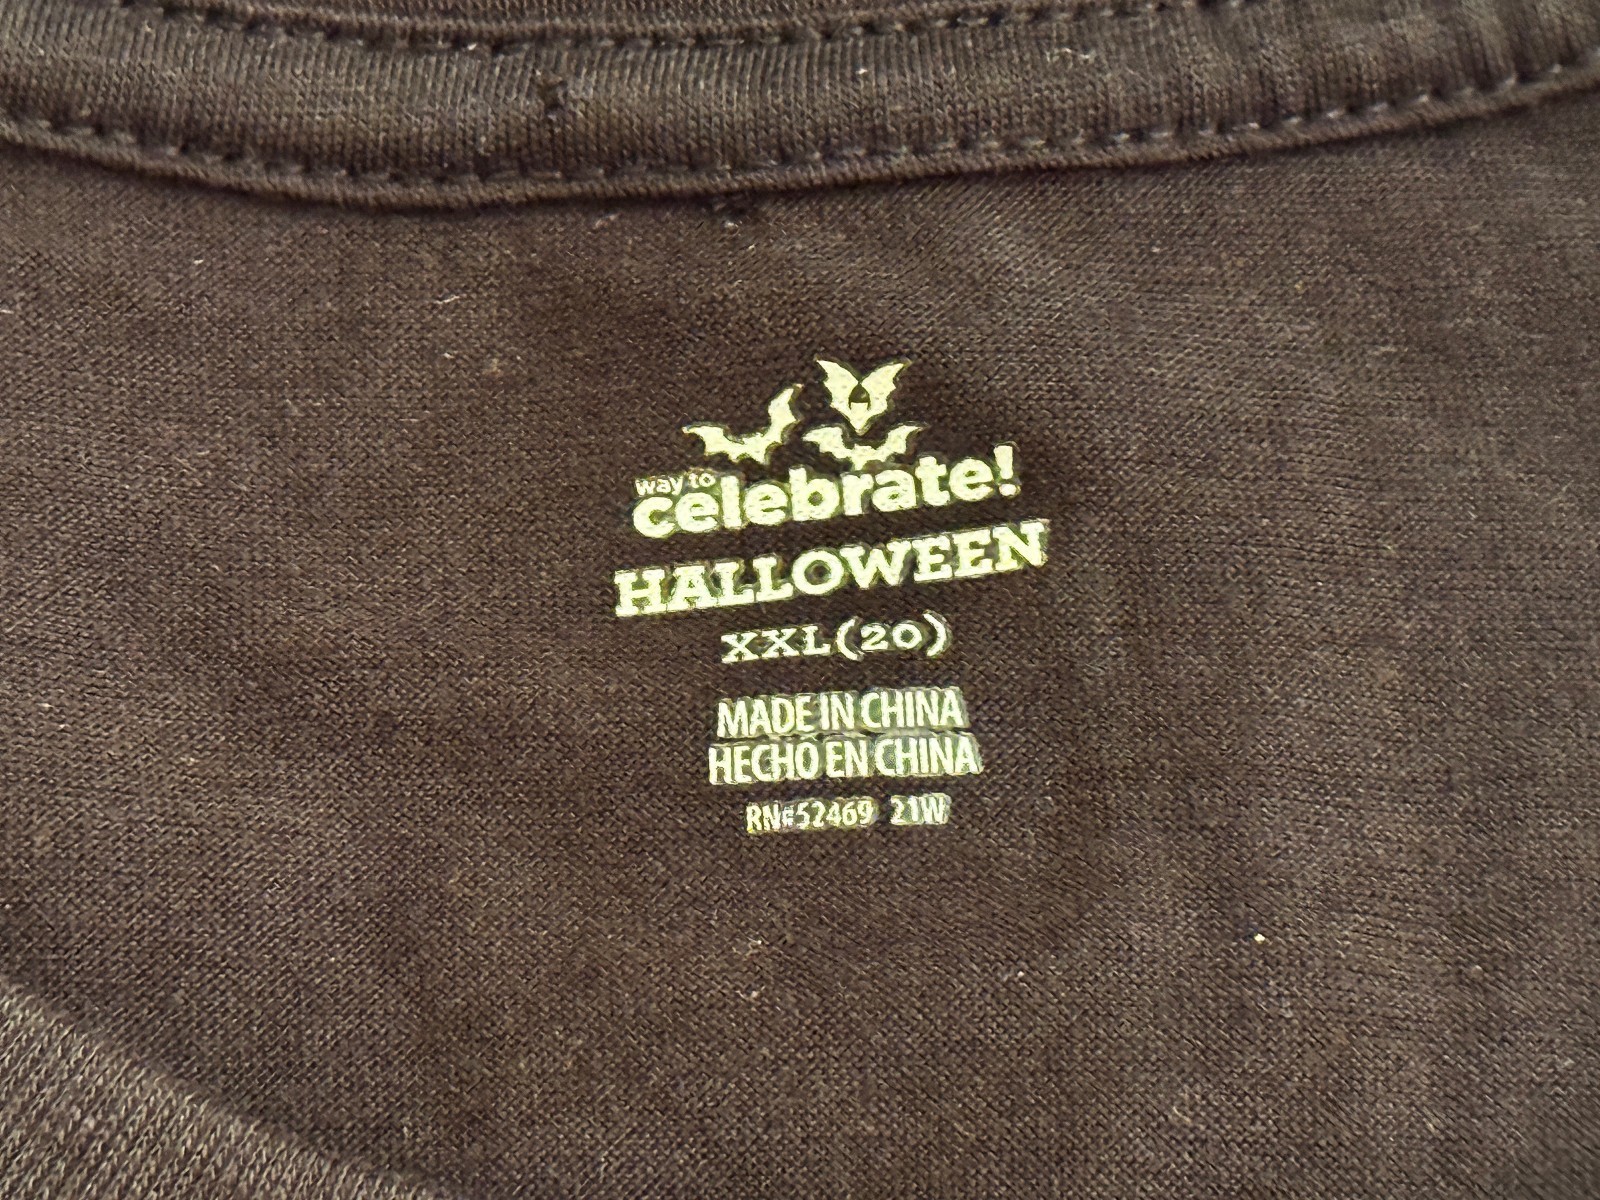 way to
celebrate!
HALLOWEEN
XXL(20)
MADE IN CHINA
HECHO EN CHINA
RN#52469 21W